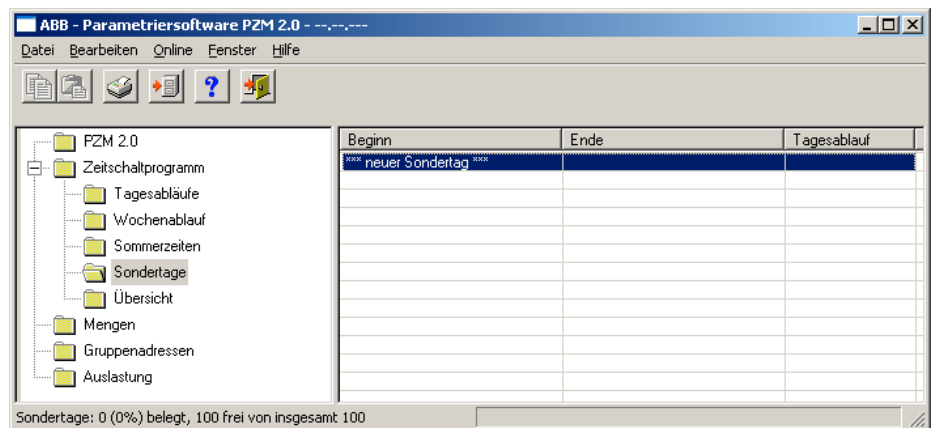 ABB - Parametriersoftware PZM 2.0 - --.--.---
Datei Bearbeiten Online Fenster Hilfe
Beginn Ende Tagesablauf
*** neuer Sondertag ***
PZM 2.0
Zeitschaltprogramm
Tagesabläufe
Wochenablauf
Sommerzeiten
Sondertage
Übersicht
Mengen
Gruppenadressen
Auslastung
Sondertage: 0 (0%) belegt, 100 frei von insgesamt 100